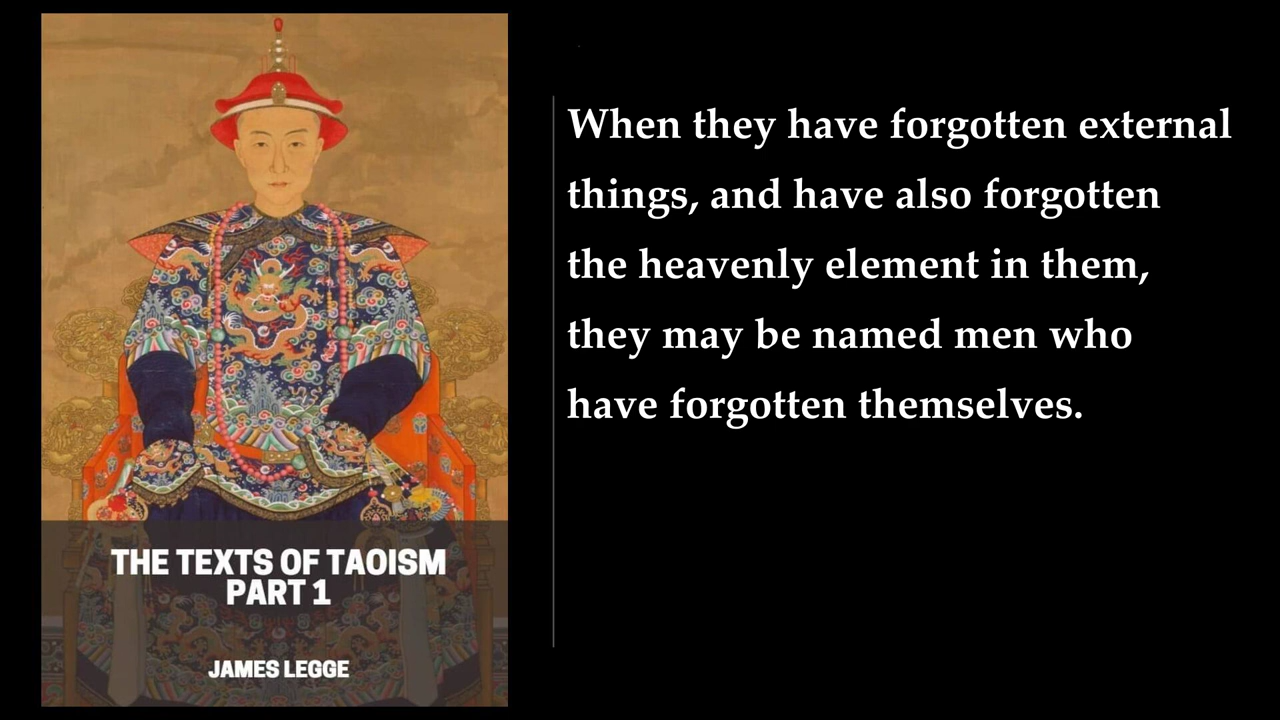 THE TEXTS OF TAOISM
PART 1
JAMES LEGGE
When they have forgotten external
things, and have also forgotten
the heavenly element in them,
they may be named men who
have forgotten themselves.